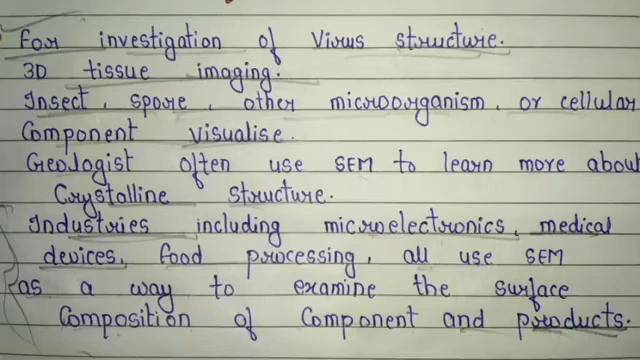 For investigation of Virus structure.
3D tissue imaging.
Insect, spore, other microorganism, or cellular
Component visualise.
Geologist often use SEM to learn more about
Crystalline structure.
Industries including microelectronics, medical
devices, food processing, all use SEM
as a way to examine the surface
Composition of Component and products.